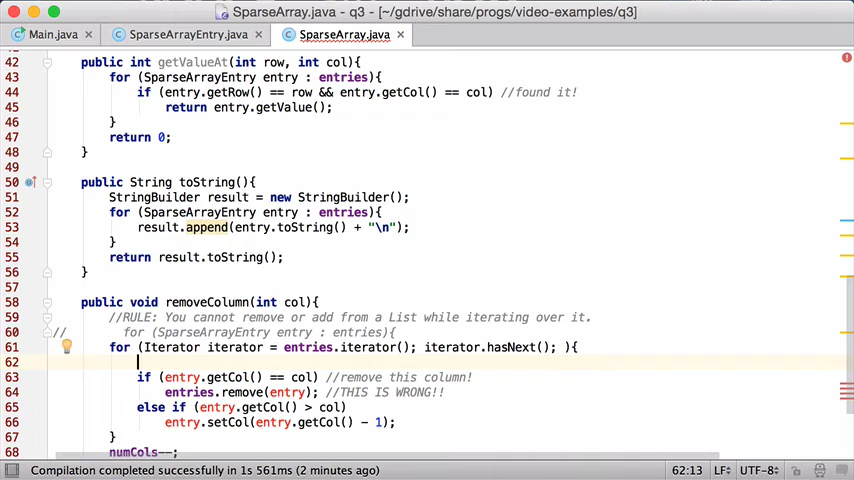 SparseArray.java - q3 - [~/gdrive/share/progs/video-examples/q3]
Main.java SparseArrayEntry.java SparseArray.java
42 public int getValueAt(int row, int col){
43 for (SparseArrayEntry entry : entries){
44 if (entry.getRow() == row && entry.getCol() == col) //found it!
45 return entry.getValue();
46 }
47 return 0;
48 }
49
50 public String toString(){
51 StringBuilder result = new StringBuilder();
52 for (SparseArrayEntry entry : entries){
53 result.append(entry.toString() + "\n");
54 }
55 return result.toString();
56 }
57
58 public void removeColumn(int col){
59 //RULE: You cannot remove or add from a List while iterating over it.
60 // for (SparseArrayEntry entry : entries){
61 for (Iterator iterator = entries.iterator(); iterator.hasNext(); ){
62
63 if (entry.getCol() == col) //remove this column!
64 entries.remove(entry); //THIS IS WRONG!!
65 else if (entry.getCol() > col)
66 entry.setCol(entry.getCol() - 1);
67 }
68 numCols--;
Compilation completed successfully in 1s 561ms (2 minutes ago) 62:13 LF UTF-8